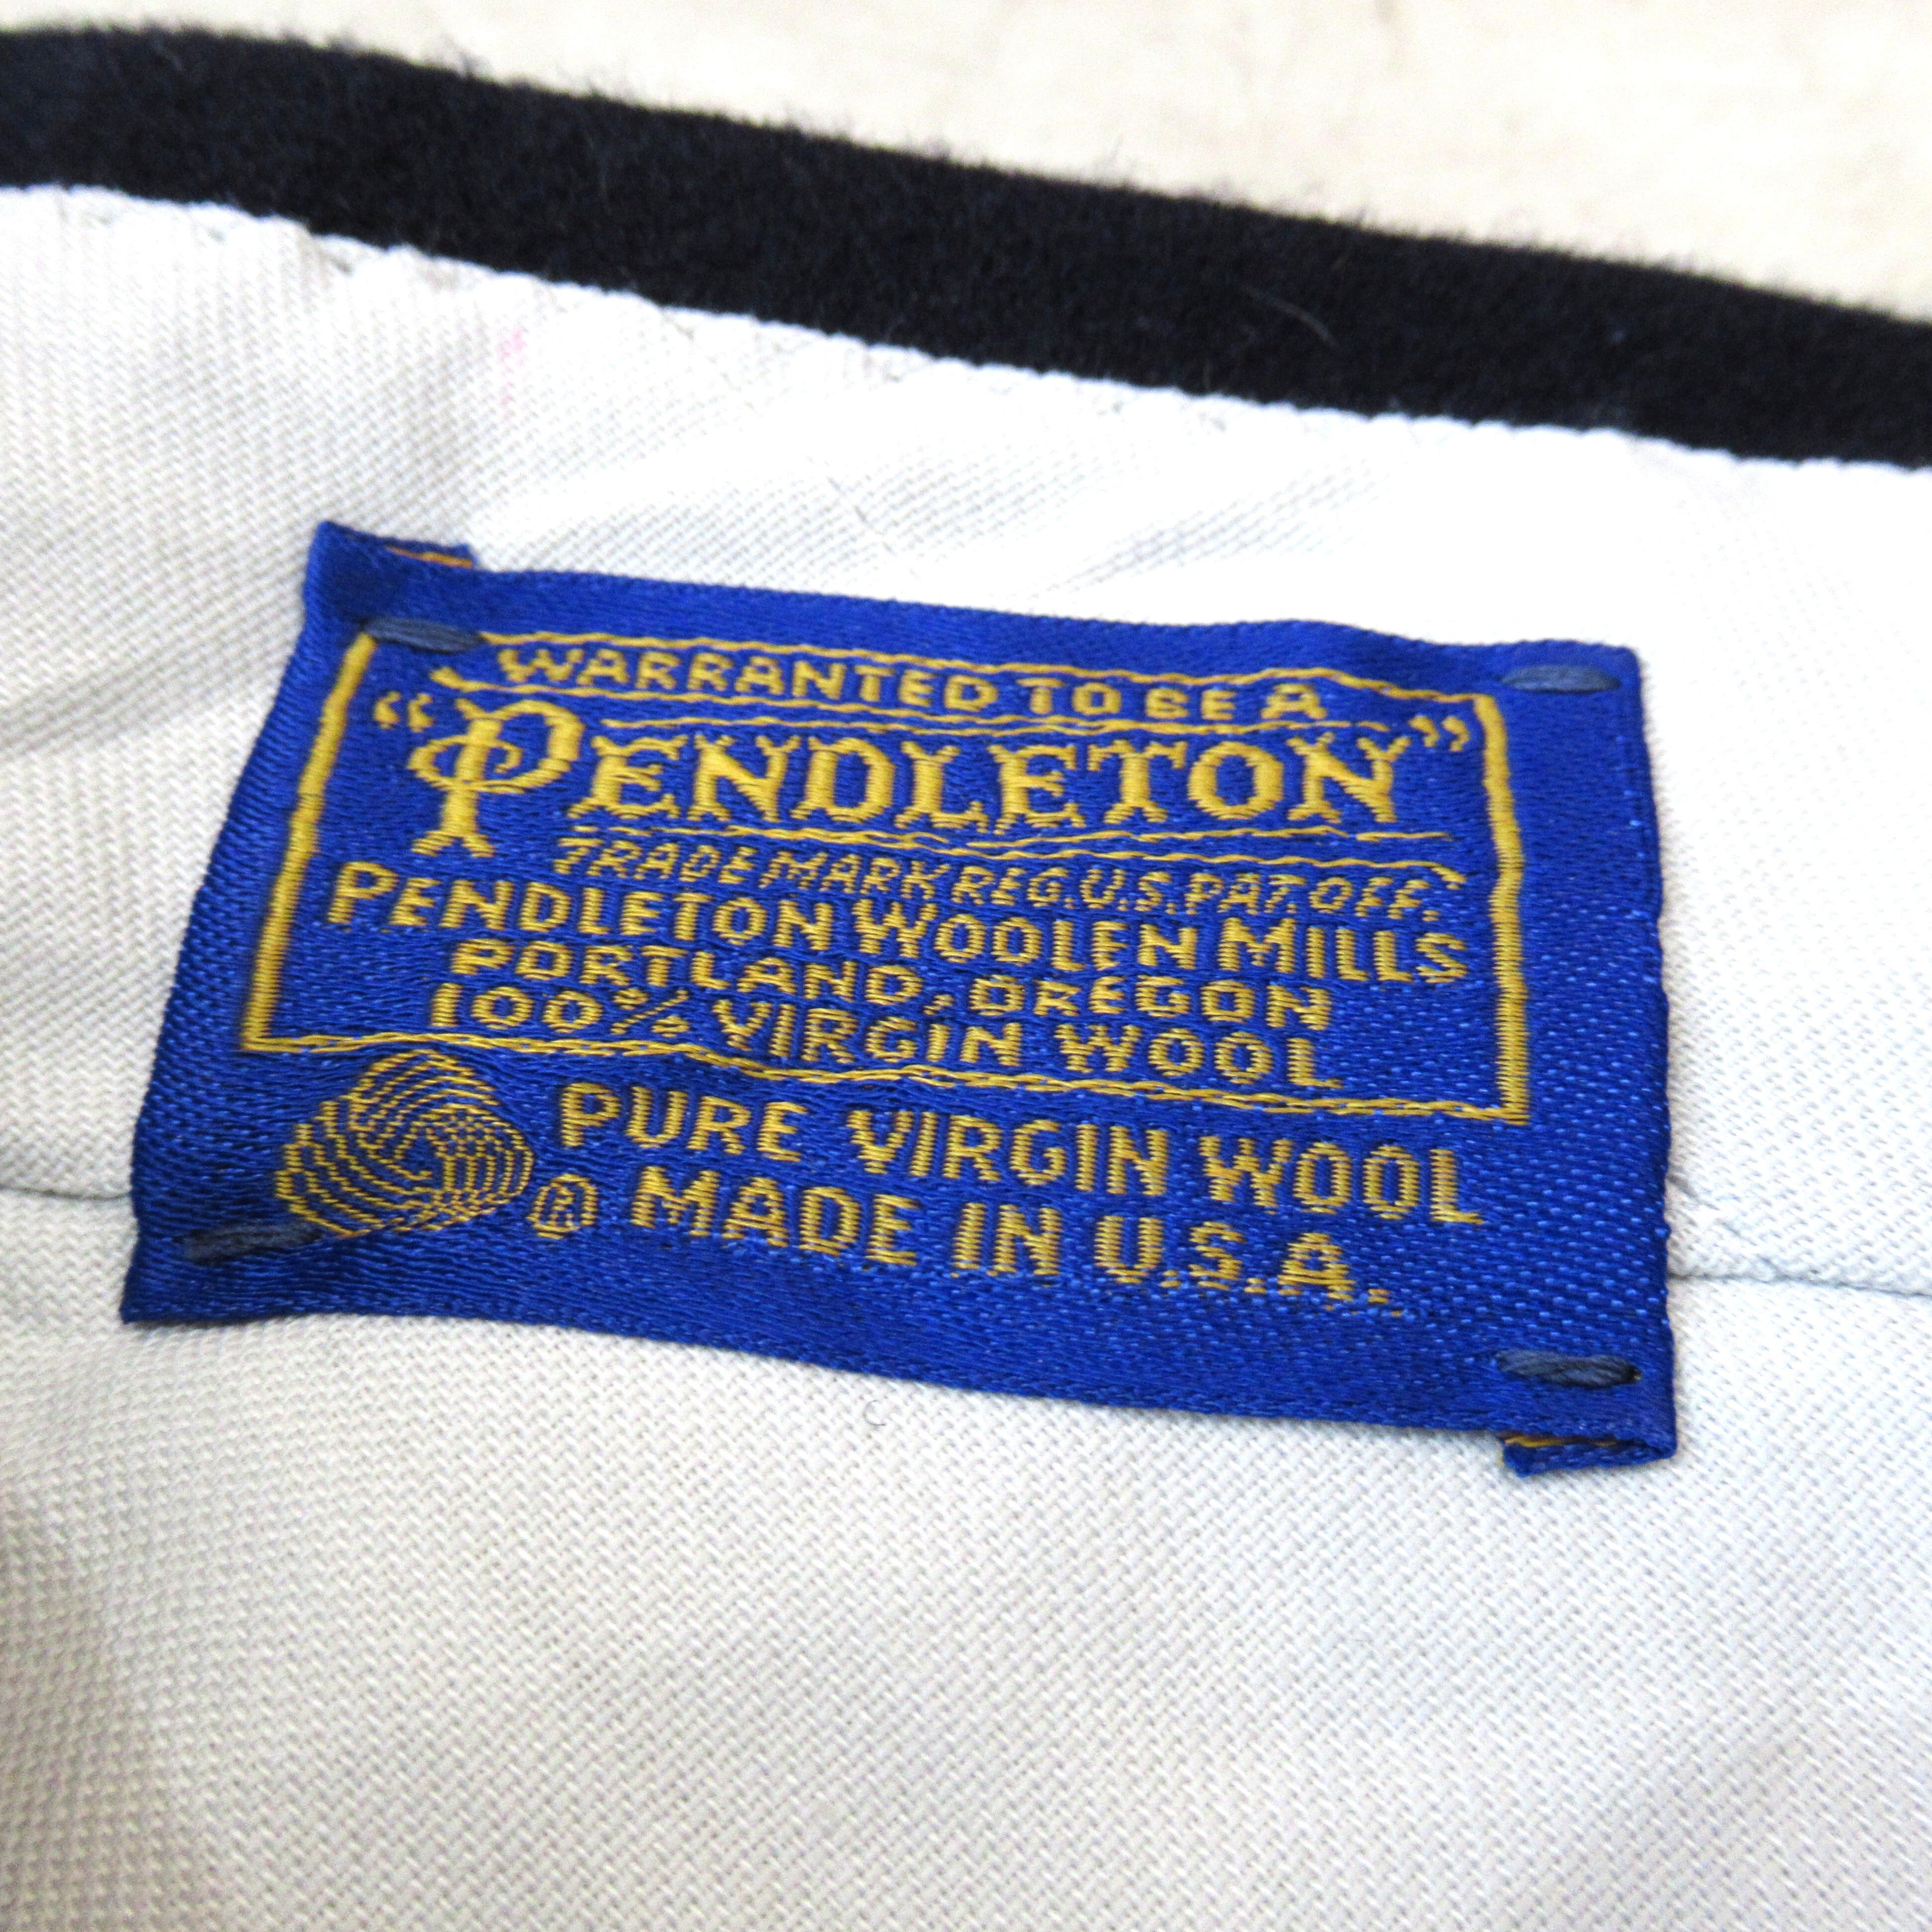 WARRANTED TO BE A
"PENDLETON"
TRADE MARK REG. U.S. PAT. OFF.
PENDLETON WOOLEN MILLS
PORTLAND, OREGON
100% VIRGIN WOOL
PURE VIRGIN WOOL
® MADE IN U.S.A.